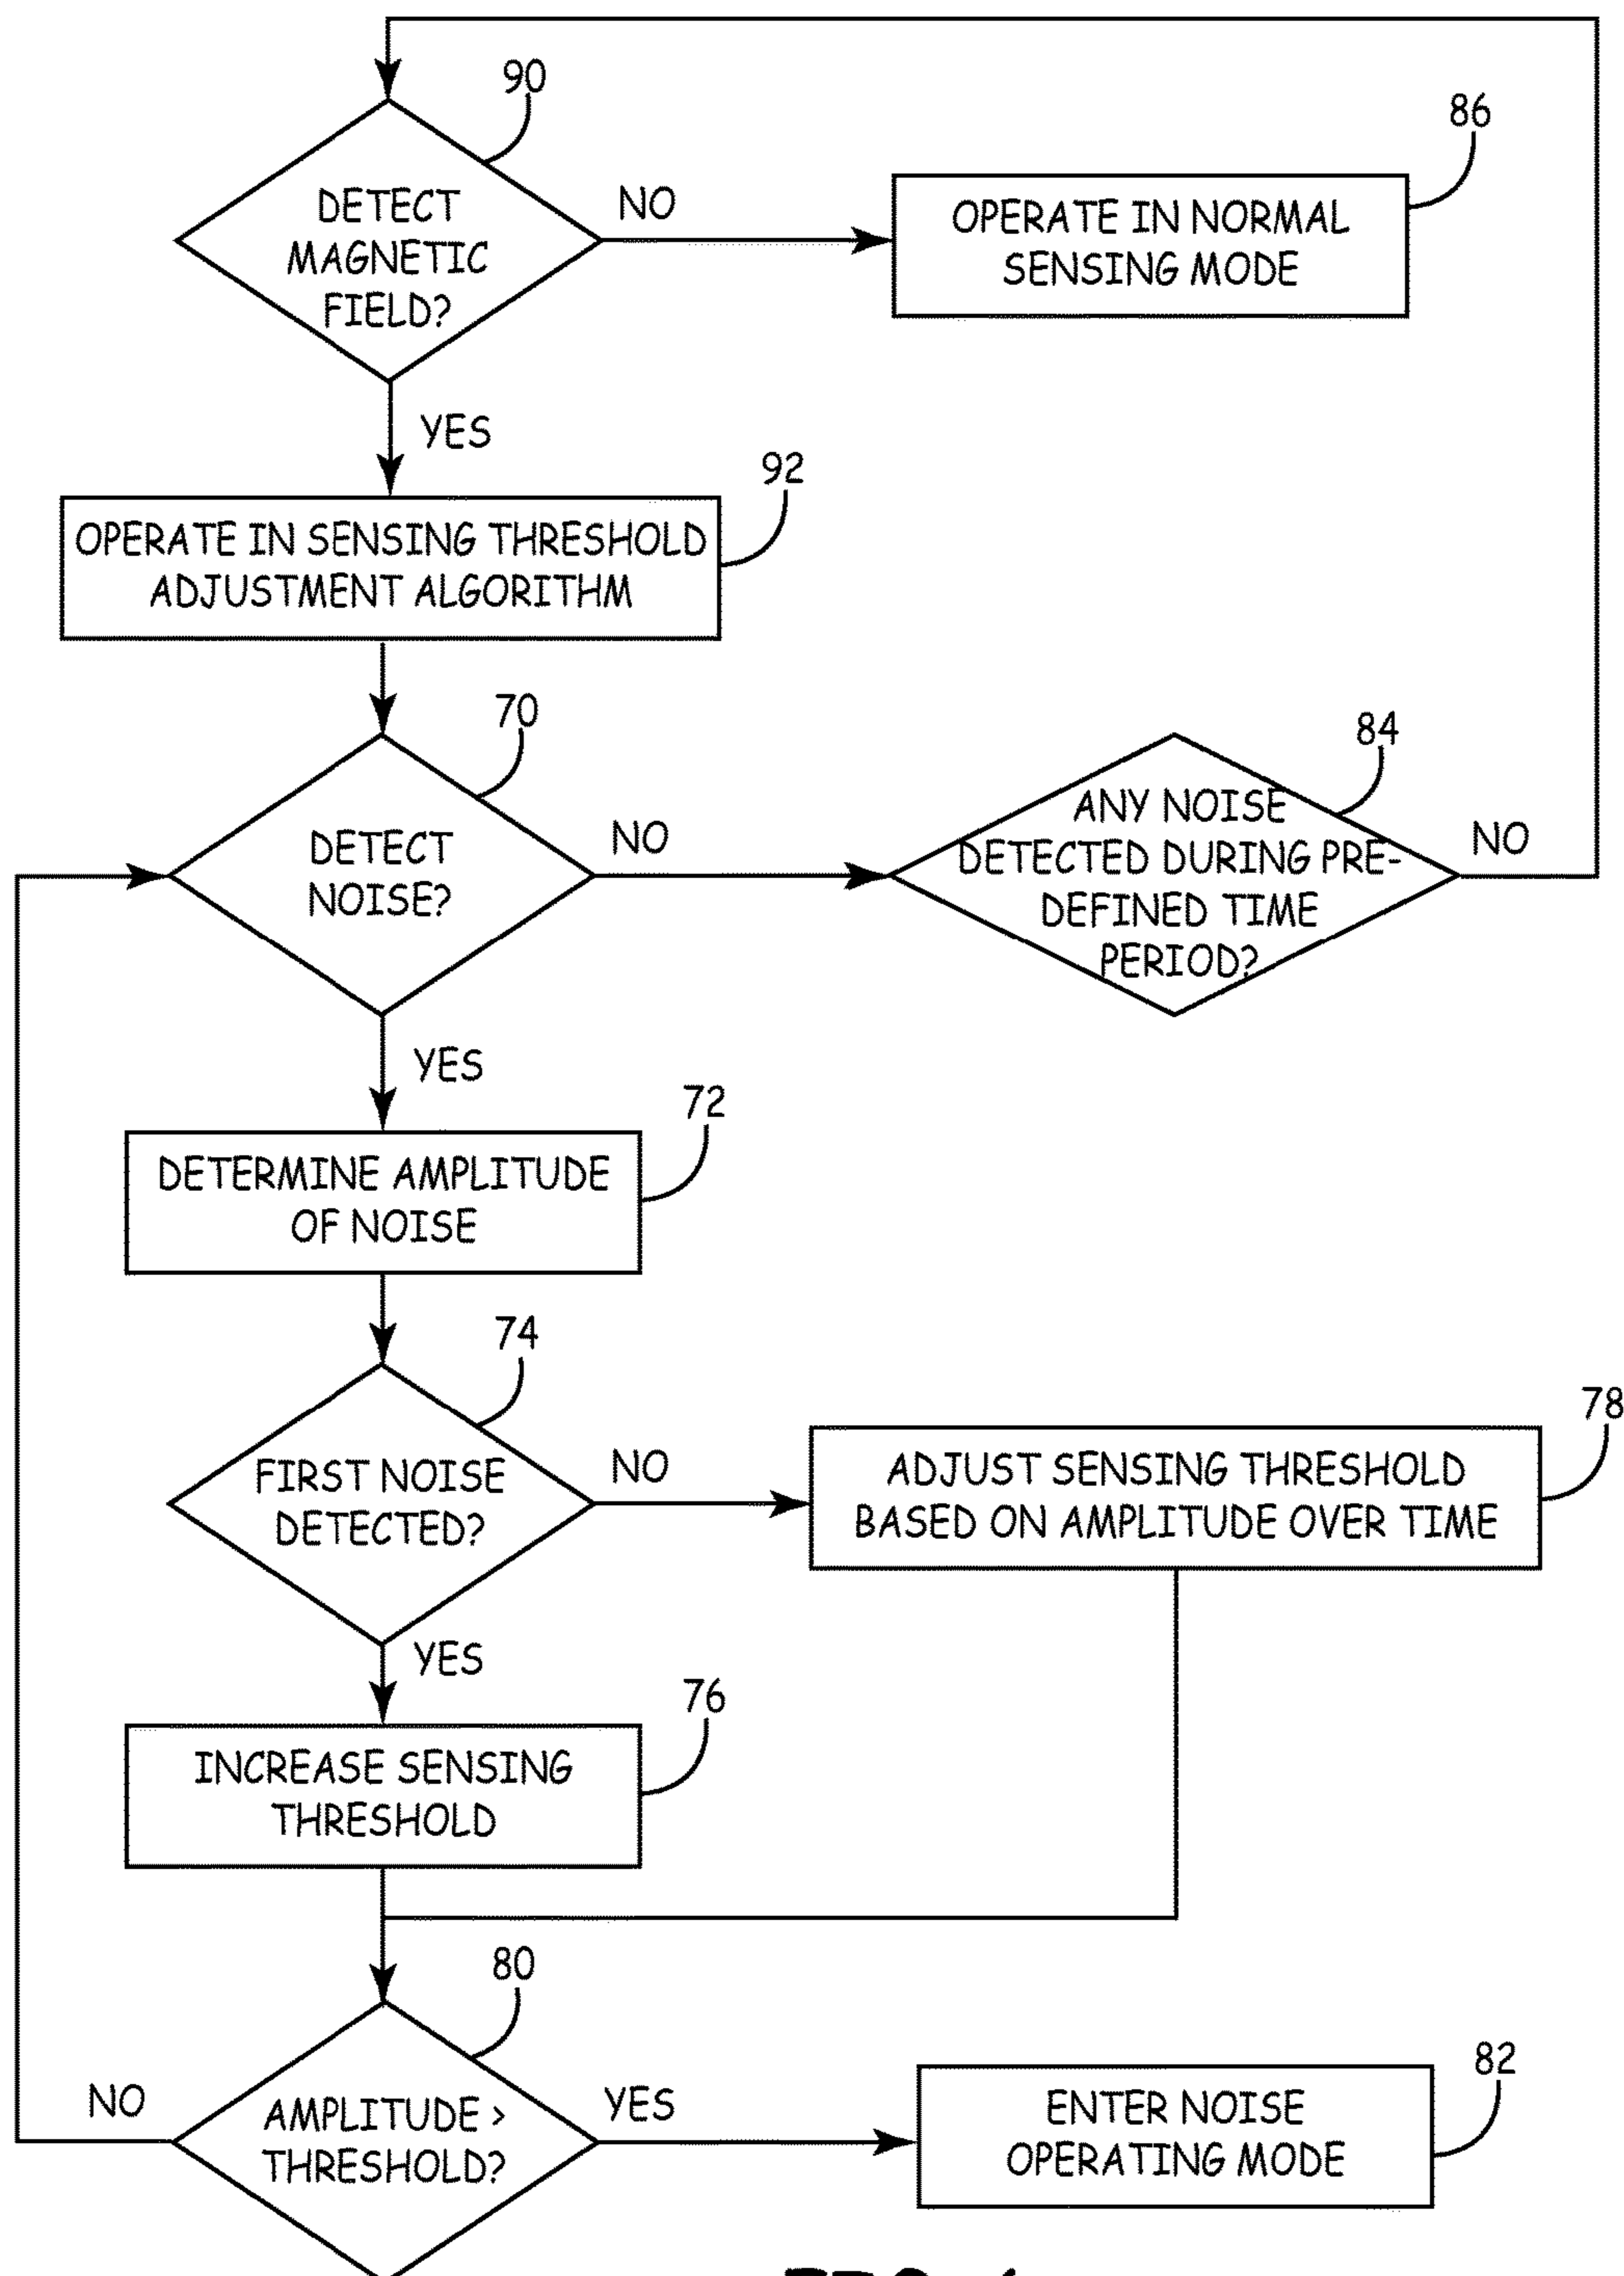 90
86
DETECT
MAGNETIC
FIELD?
NO
OPERATE IN NORMAL
SENSING MODE
YES
92
OPERATE IN SENSING THRESHOLD
ADJUSTMENT ALGORITHM
70
84
DETECT
NOISE?
NO
ANY NOISE
DETECTED DURING PRE-
DEFINED TIME
PERIOD?
NO
YES
72
DETERMINE AMPLITUDE
OF NOISE
74
78
FIRST NOISE
DETECTED?
NO
ADJUST SENSING THRESHOLD
BASED ON AMPLITUDE OVER TIME
YES
76
INCREASE SENSING
THRESHOLD
80
82
NO
AMPLITUDE >
THRESHOLD?
YES
ENTER NOISE
OPERATING MODE